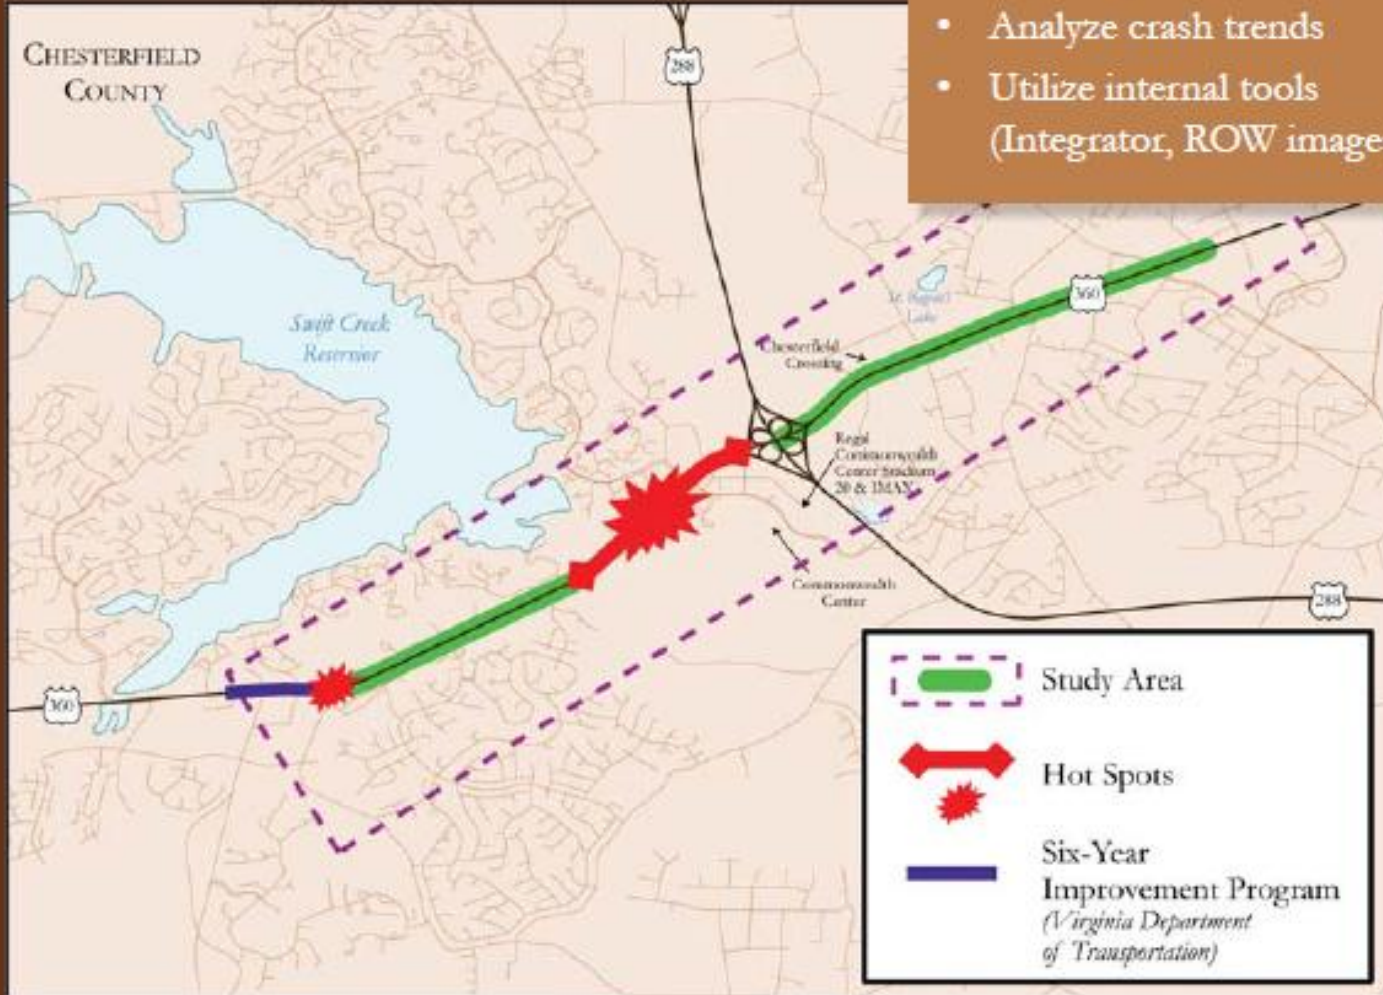 • Analyze crash trends
• Utilize internal tools
(Integrator, ROW image
CHESTERFIELD
COUNTY
288
Swift Creek
Reservior
Lake
360
Chesterfield
Crossing
Regal
Commonwealth
Center Stadium
20 & IMAX
Commonwealth
Center
288
360
Study Area
Hot Spots
Six-Year
Improvement Program
(Virginia Department
of Transportation)